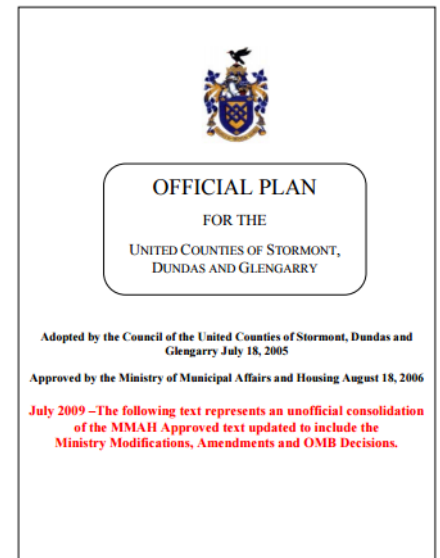 OFFICIAL PLAN
FOR THE
UNITED COUNTIES OF STORMONT,
DUNDAS AND GLENGARRY
Adopted by the Council of the United Counties of Stormont, Dundas and
Glengarry July 18, 2005
Approved by the Ministry of Municipal Affairs and Housing August 18, 2006
July 2009 –The following text represents an unofficial consolidation
of the MMAH Approved text updated to include the
Ministry Modifications, Amendments and OMB Decisions.